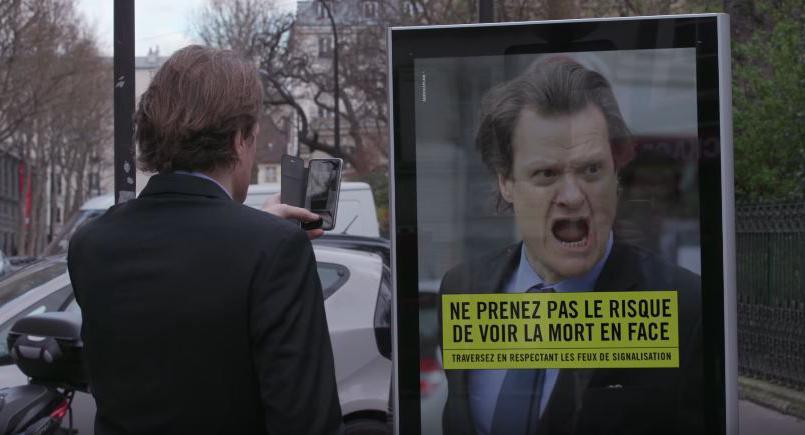 NE PRENEZ PAS LE RISQUE
DE VOIR LA MORT EN FACE
TRAVERSEZ EN RESPECTANT LES FEUX DE SIGNALISATION